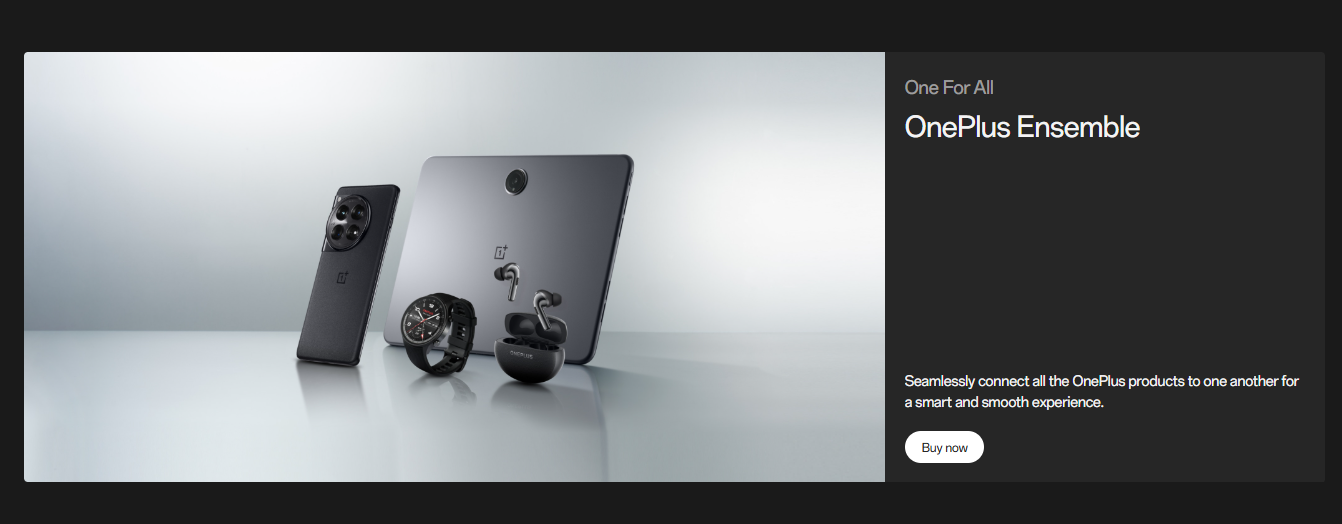 One For All
OnePlus Ensemble
Seamlessly connect all the OnePlus products to one another for
a smart and smooth experience.
Buy now
ONEPLUS